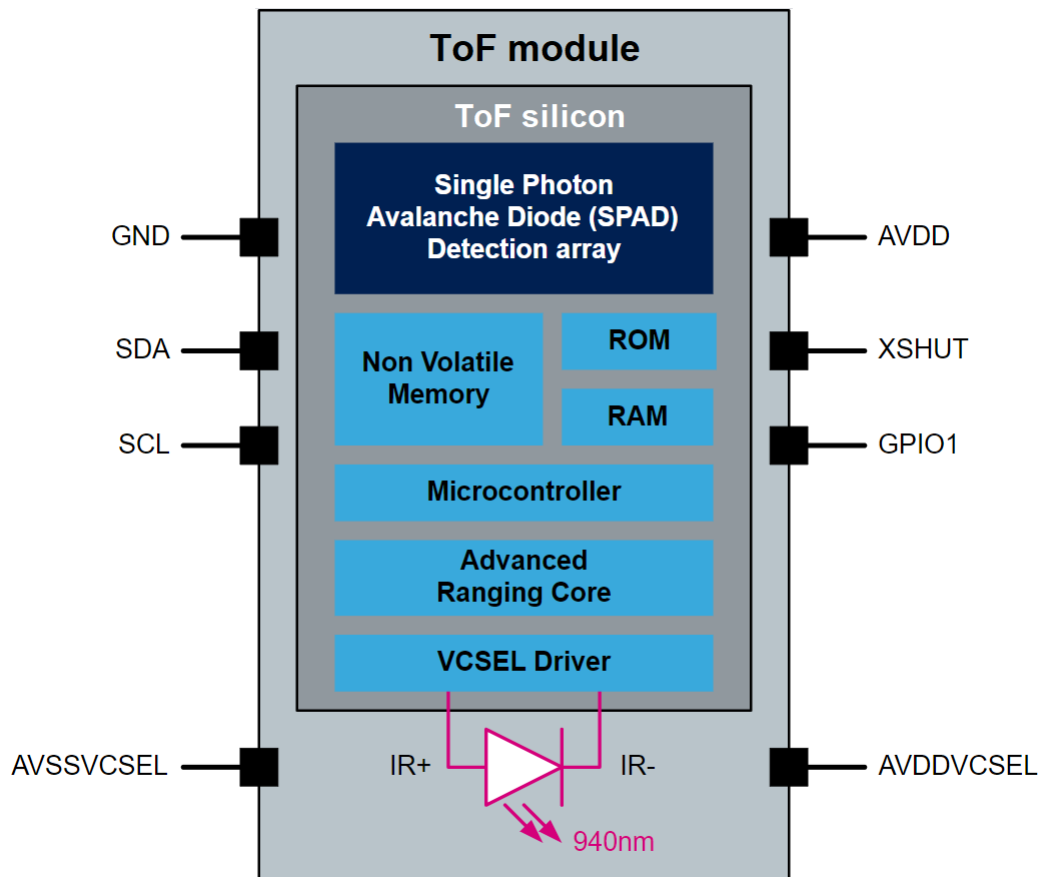 ToF module
ToF silicon
Single Photon
Avalanche Diode (SPAD)
Detection array
GND
AVDD
SDA
XSHUT
Non Volatile
Memory
ROM
RAM
SCL
GPIO1
Microcontroller
Advanced
Ranging Core
VCSEL Driver
AVSSVCSEL
IR+
IR-
AVDDVCSEL
940nm